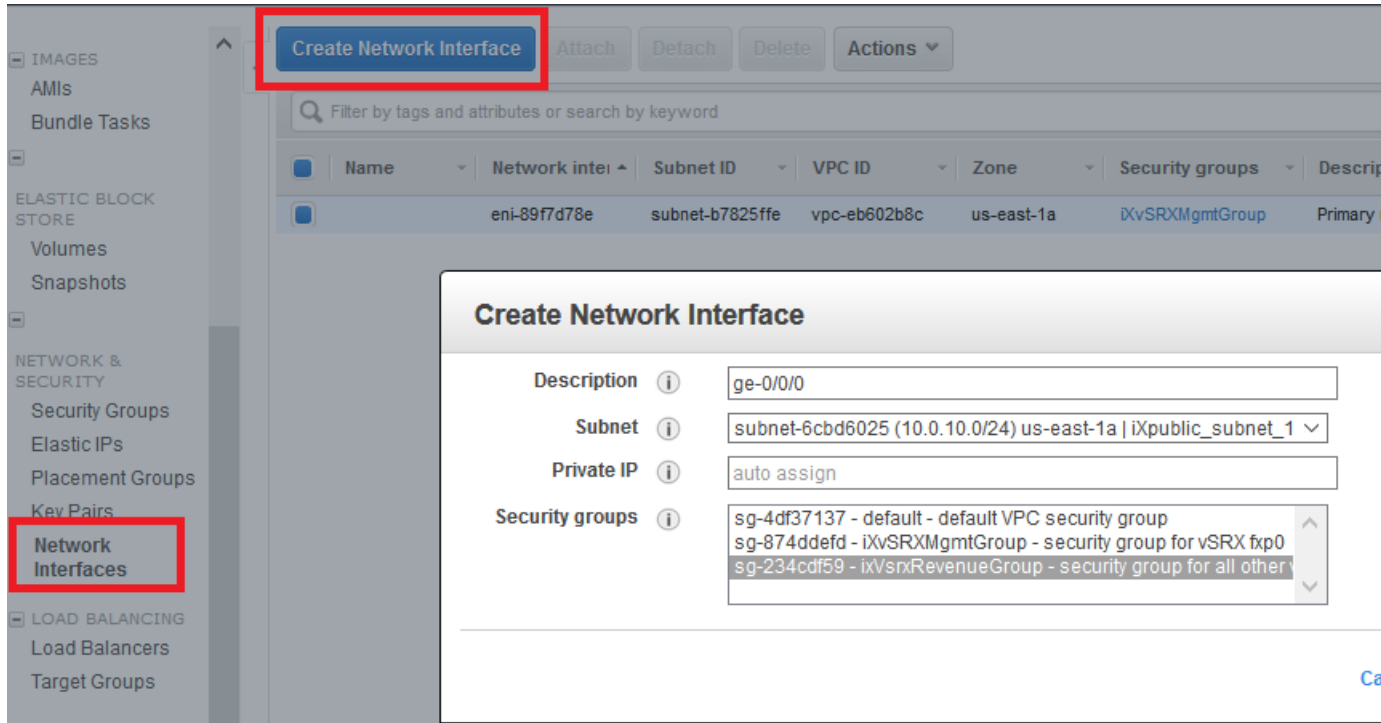 IMAGES
AMIs
Bundle Tasks
ELASTIC BLOCK
STORE
Volumes
Snapshots
NETWORK &
SECURITY
Security Groups
Elastic IPs
Placement Groups
Key Pairs
Network
Interfaces
LOAD BALANCING
Load Balancers
Target Groups
Create Network Interface Attach Detach Delete Actions
Filter by tags and attributes or search by keyword
Name Network inter Subnet ID VPC ID Zone Security groups Descrip
eni-89f7d78e subnet-b7825ffe vpc-eb602b8c us-east-1a iXvSRXMgmtGroup Primary
Create Network Interface
Description ge-0/0/0
Subnet subnet-6cbd6025 (10.0.10.0/24) us-east-1a | iXpublic_subnet_1
Private IP auto assign
Security groups sg-4df37137 - default - default VPC security group
sg-874ddefd - iXvSRXMgmtGroup - security group for vSRX fxp0
sg-234cdf59 - ixVsrxRevenueGroup - security group for all other
Ca